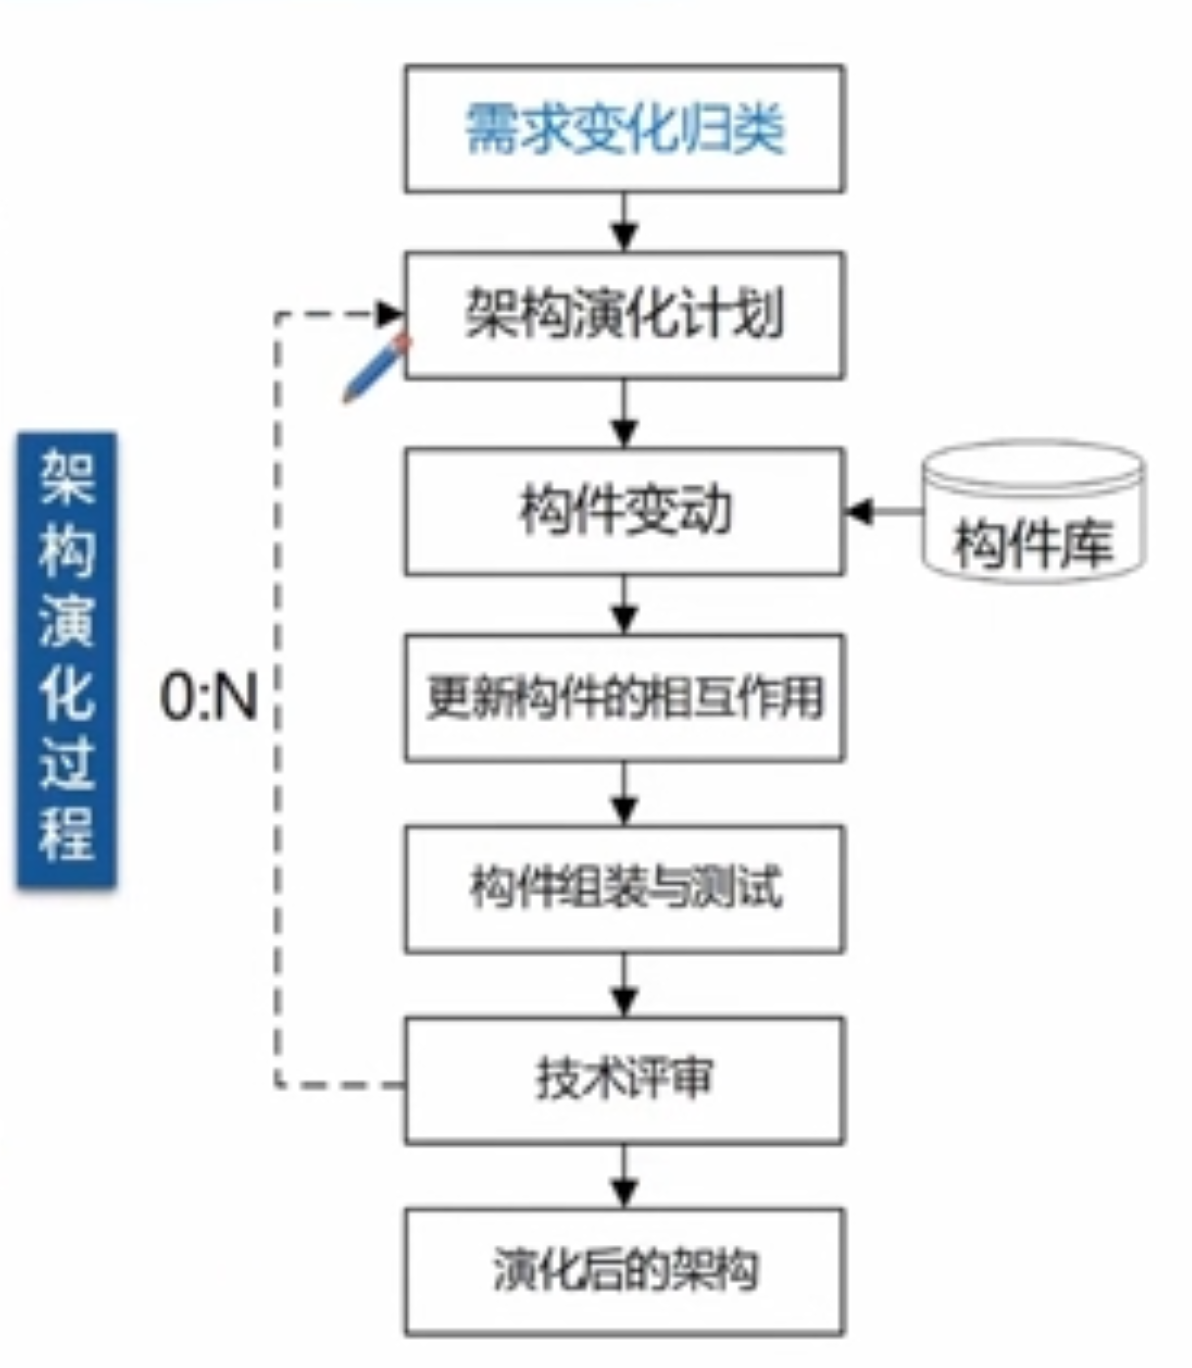 需求变化归类
架构演化计划
构件变动
构件库
架构演化过程
0:N
更新构件的相互作用
构件组装与测试
技术评审
演化后的架构